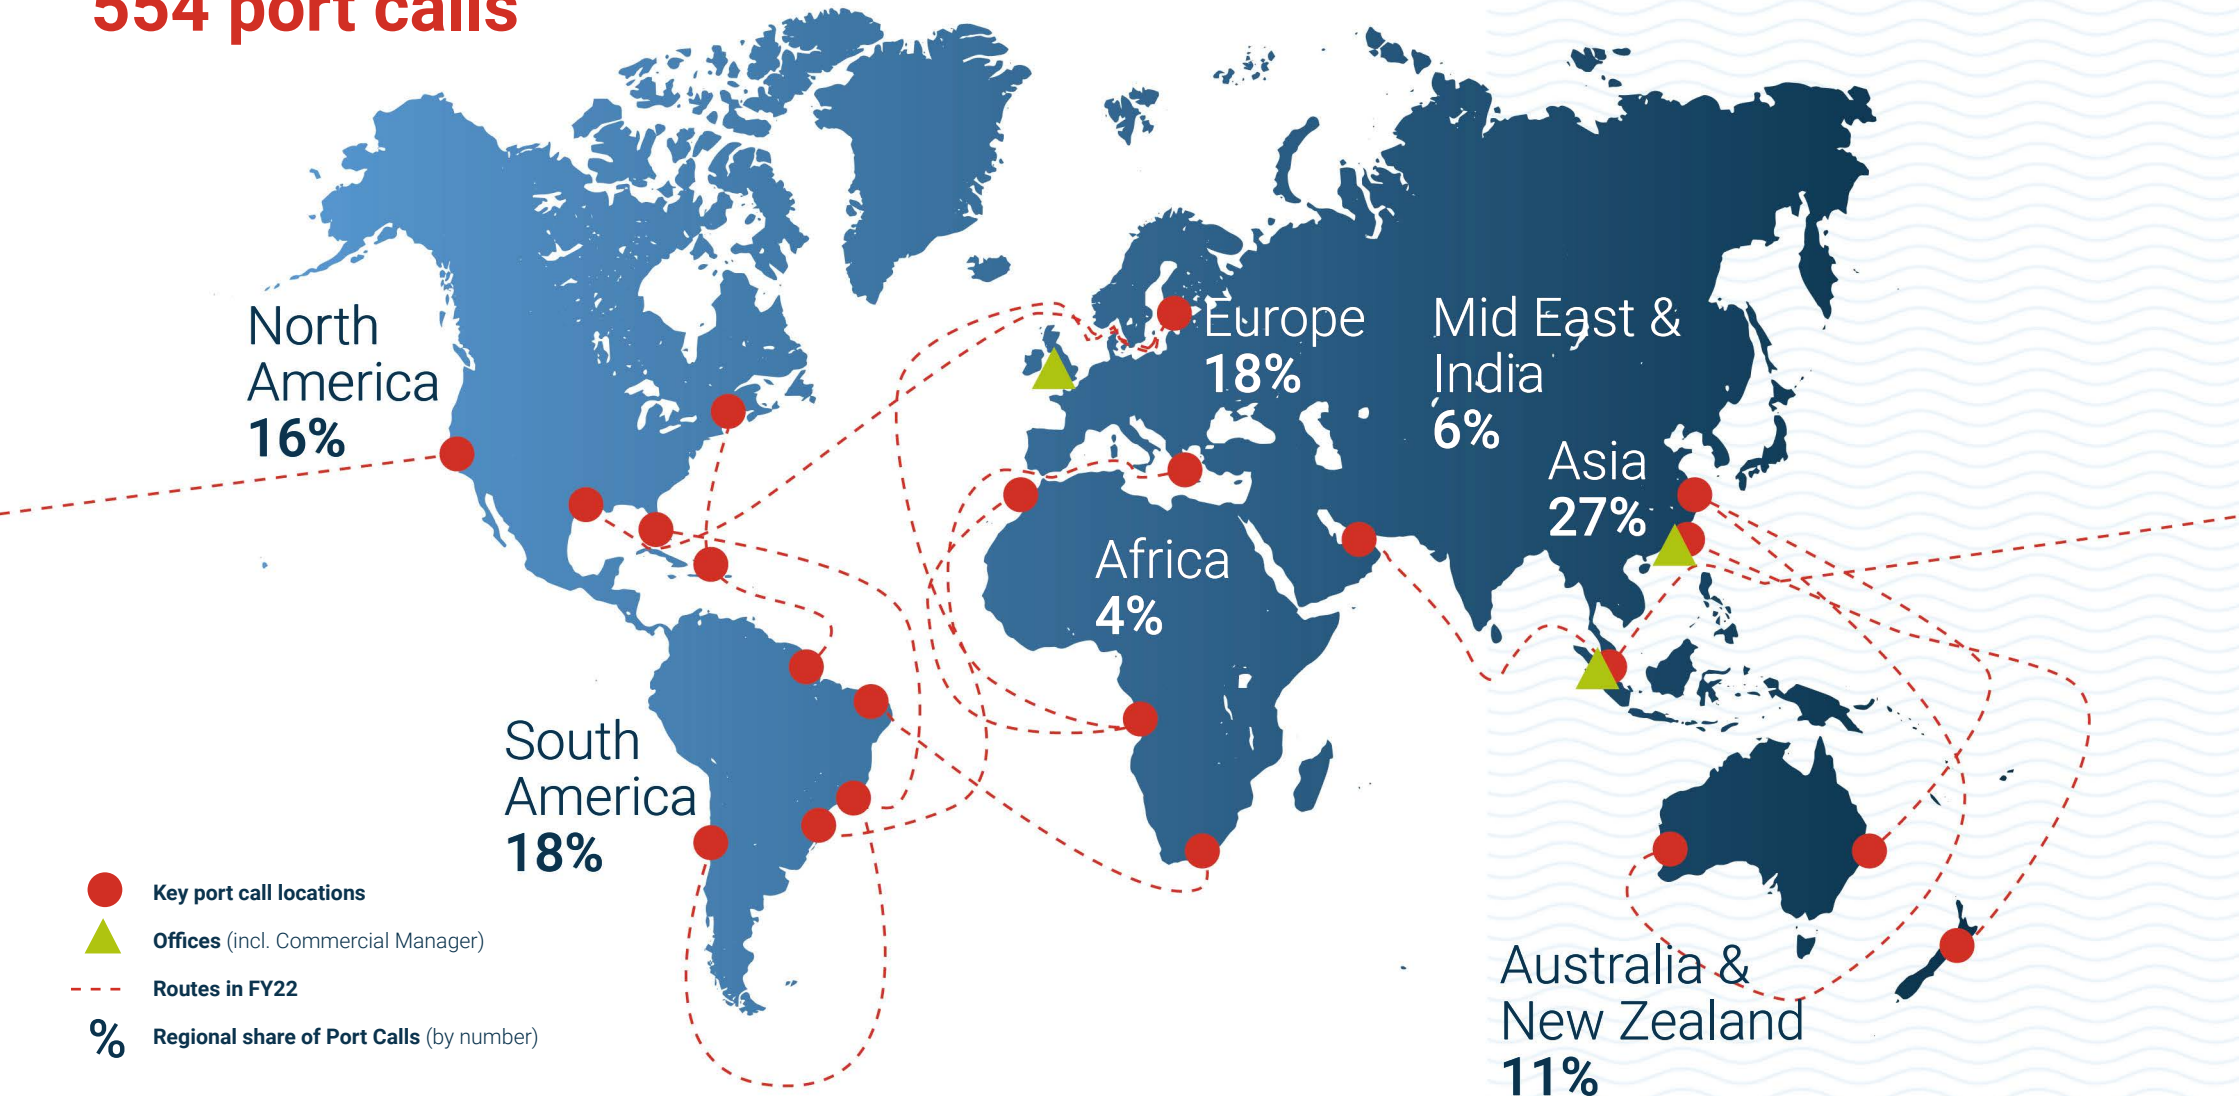 554 port calls
North
America
16%
Europe
18%
Mid East &
India
6%
Asia
27%
Africa
4%
South
America
18%
Australia &
New Zealand
11%
Key port call locations
Offices (incl. Commercial Manager)
Routes in FY22
% Regional share of Port Calls (by number)